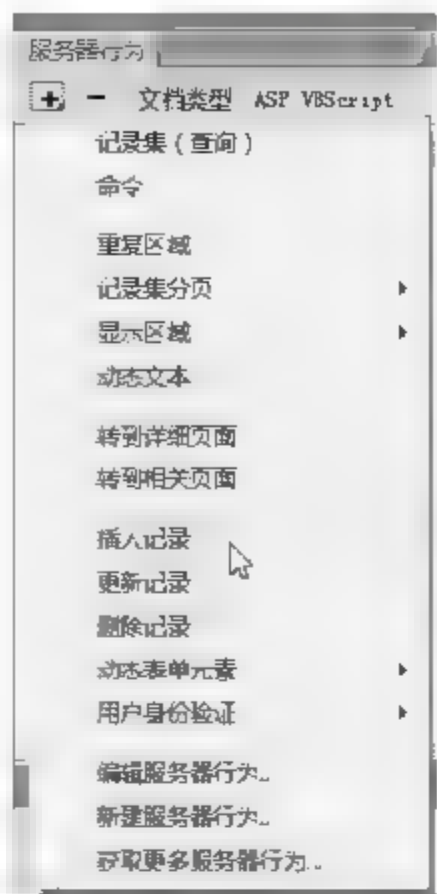 服务器行为
+ - 文档类型 ASP VBScript
记录集(查询)
命令
重复区域
记录集分页
显示区域
动态文本
转到详细页面
转到相关页面
插入记录
更新记录
删除记录
动态表单元素
用户身份验证
编辑服务器行为..
新建服务器行为..
获取更多服务器行为..